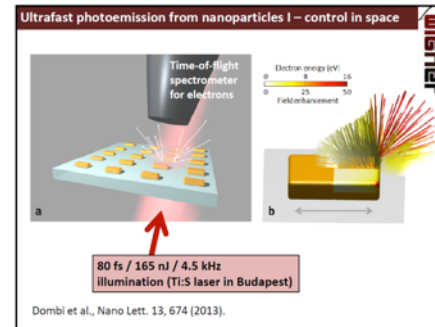 Ultrafast photoemission from nanoparticles I – control in space
wigner
Time-of-flight
spectrometer
for electrons
Electron energy (eV)
0 8 16
0 25 50
Field enhancement
a
b
80 fs / 165 nJ / 4.5 kHz
illumination (Ti:S laser in Budapest)
Dombi et al., Nano Lett. 13, 674 (2013).